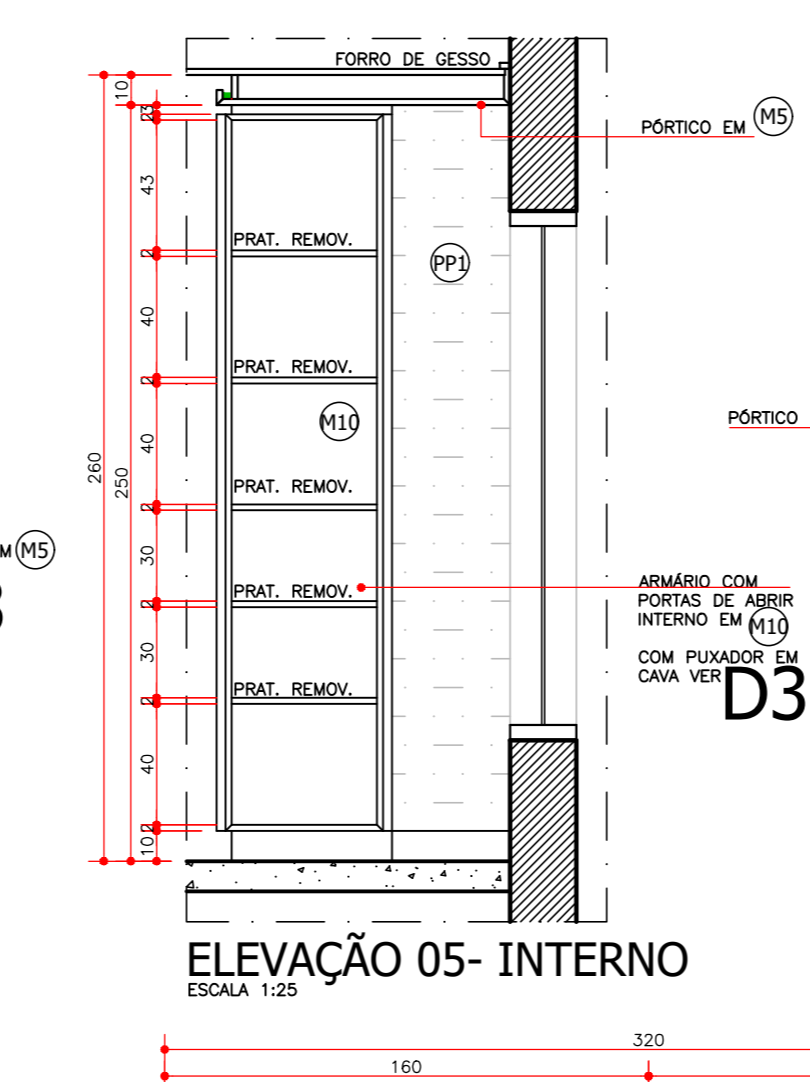 FORRO DE GESSO
10
3
2
PÓRTICO EM M5
43
PRAT. REMOV.
2
PP1
40
PRAT. REMOV.
2
M10
PÓRTICO
40
260
250
PRAT. REMOV.
2
M M5
30
ARMÁRIO COM
PRAT. REMOV.
PORTAS DE ABRIR
2
INTERNO EM M10
30
COM PUXADOR EM
CAVA VER D3
PRAT. REMOV.
2
40
2
10
ELEVAÇÃO 05- INTERNO
ESCALA 1:25
320
160